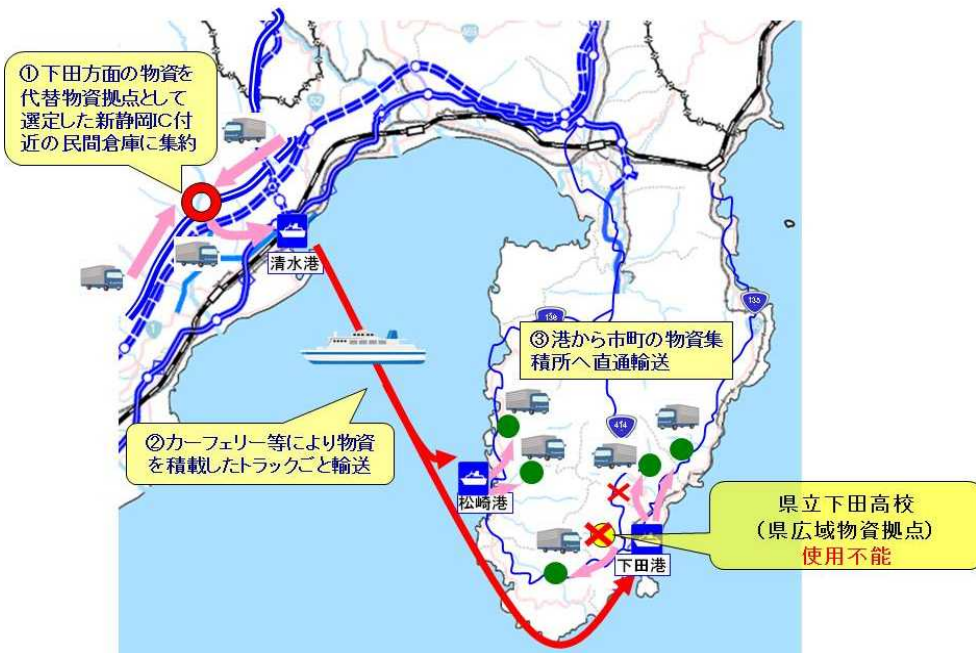 ①下田方面の物資を
代替物資拠点として
選定した新静岡IC付
近の民間倉庫に集約
52
清水港
1
136
135
③港から市町の物資集
積所へ直通輸送
②カーフェリー等により物資
を積載したトラックごと輸送
414
松崎港
県立下田高校
(県広域物資拠点)
使用不能
下田港